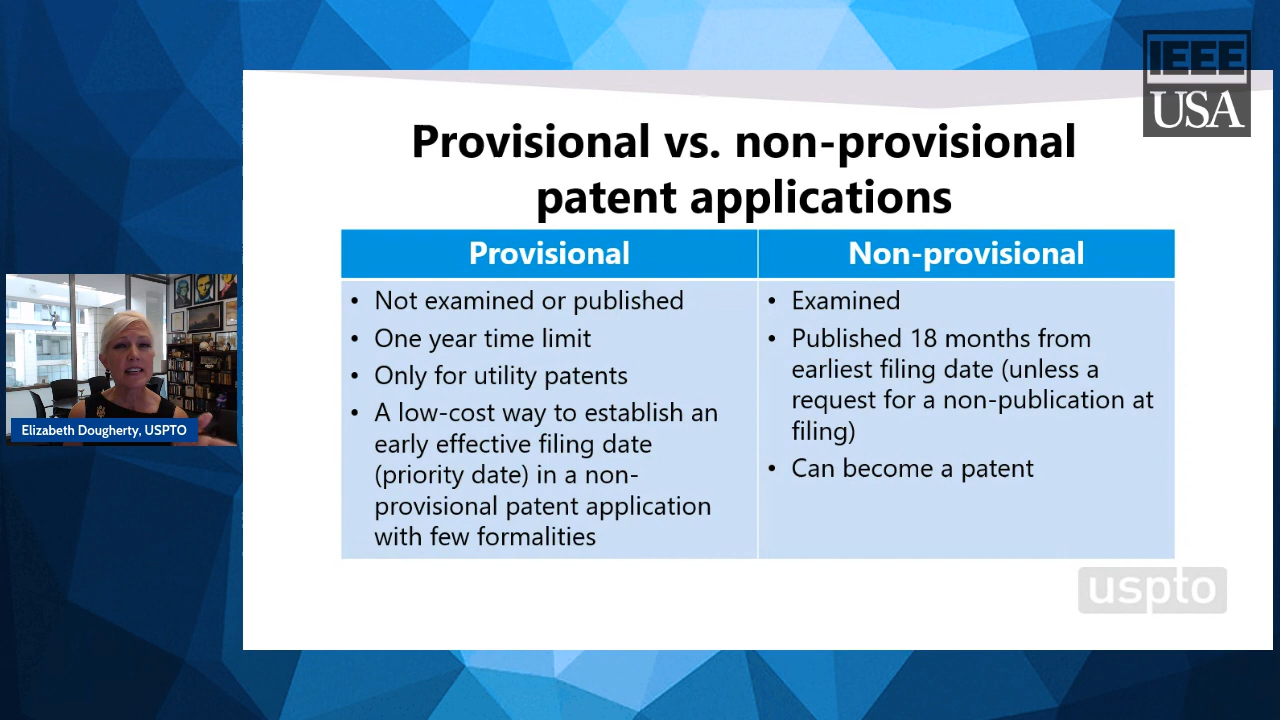 IEEE
USA
Provisional vs. non-provisional
patent applications
Provisional
Non-provisional
• Not examined or published
• One year time limit
• Only for utility patents
• A low-cost way to establish an
early effective filing date
(priority date) in a non-
provisional patent application
with few formalities
• Examined
• Published 18 months from
earliest filing date (unless a
request for a non-publication at
filing)
• Can become a patent
Elizabeth Dougherty, USPTO
uspto